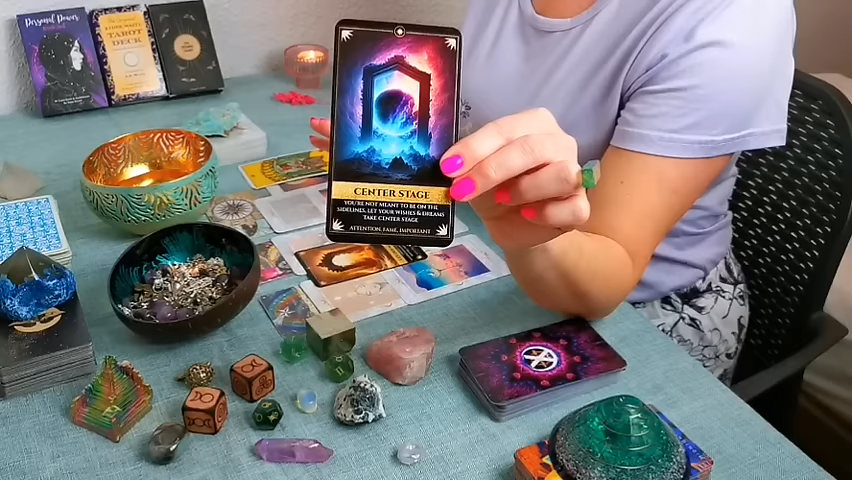 Personal Power
TAROT DECK
CENTER STAGE
YOU'RE NOT MEANT TO BE ON THE
SIDELINES, LET YOUR WISHES & DREAMS
TAKE CENTER STAGE
ATTENTION, FAME, IMPORTANT